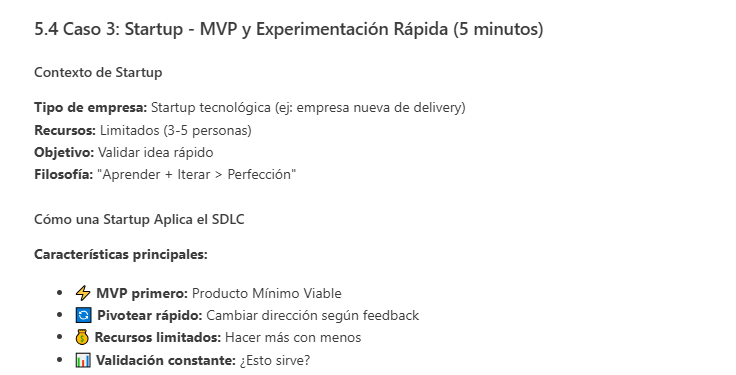 5.4 Caso 3: Startup - MVP y Experimentación Rápida (5 minutos)
Contexto de Startup
Tipo de empresa: Startup tecnológica (ej: empresa nueva de delivery)
Recursos: Limitados (3-5 personas)
Objetivo: Validar idea rápido
Filosofía: "Aprender + Iterar > Perfección"
Cómo una Startup Aplica el SDLC
Características principales:
• ⚡ MVP primero: Producto Mínimo Viable
• 🔄 Pivotear rápido: Cambiar dirección según feedback
• 💰 Recursos limitados: Hacer más con menos
• 📊 Validación constante: ¿Esto sirve?